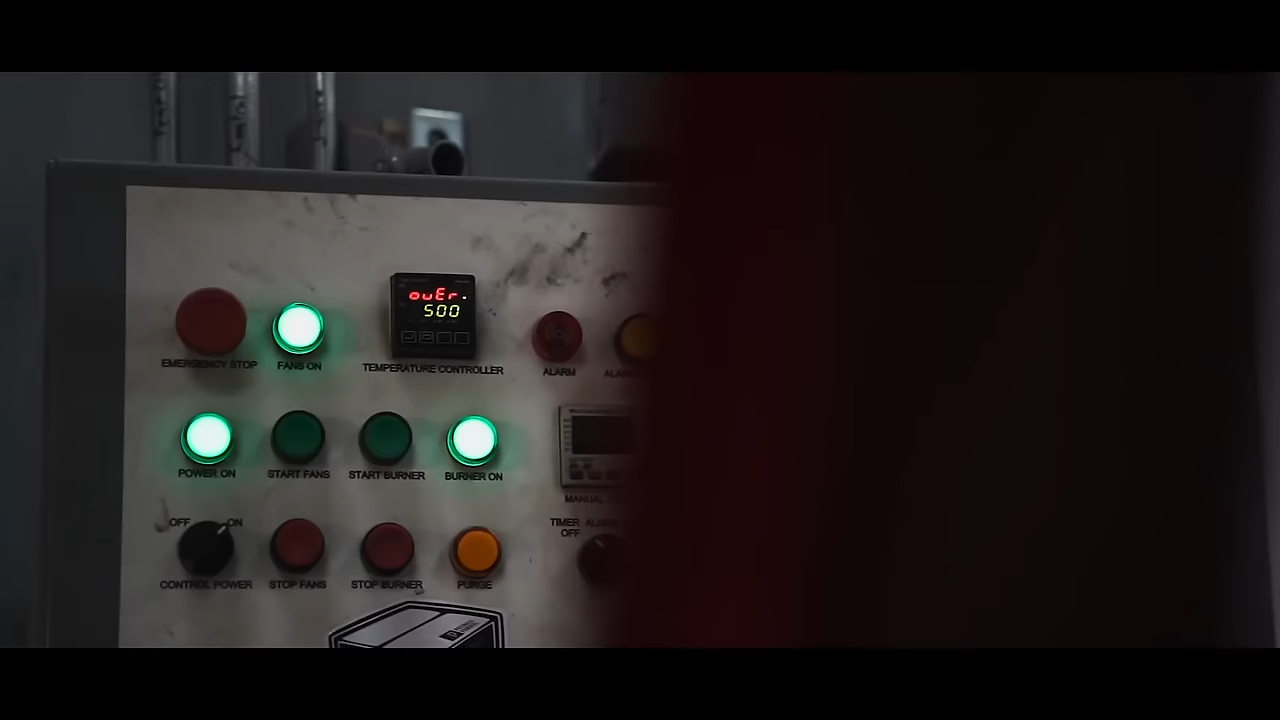 ouEr.
500
EMERGENCY STOP
FANS ON
TEMPERATURE CONTROLLER
ALARM
POWER ON
START FANS
START BURNER
BURNER ON
MANUAL
OFF
ON
TIMER
OFF
CONTROL POWER
STOP FANS
STOP BURNER
PURGE